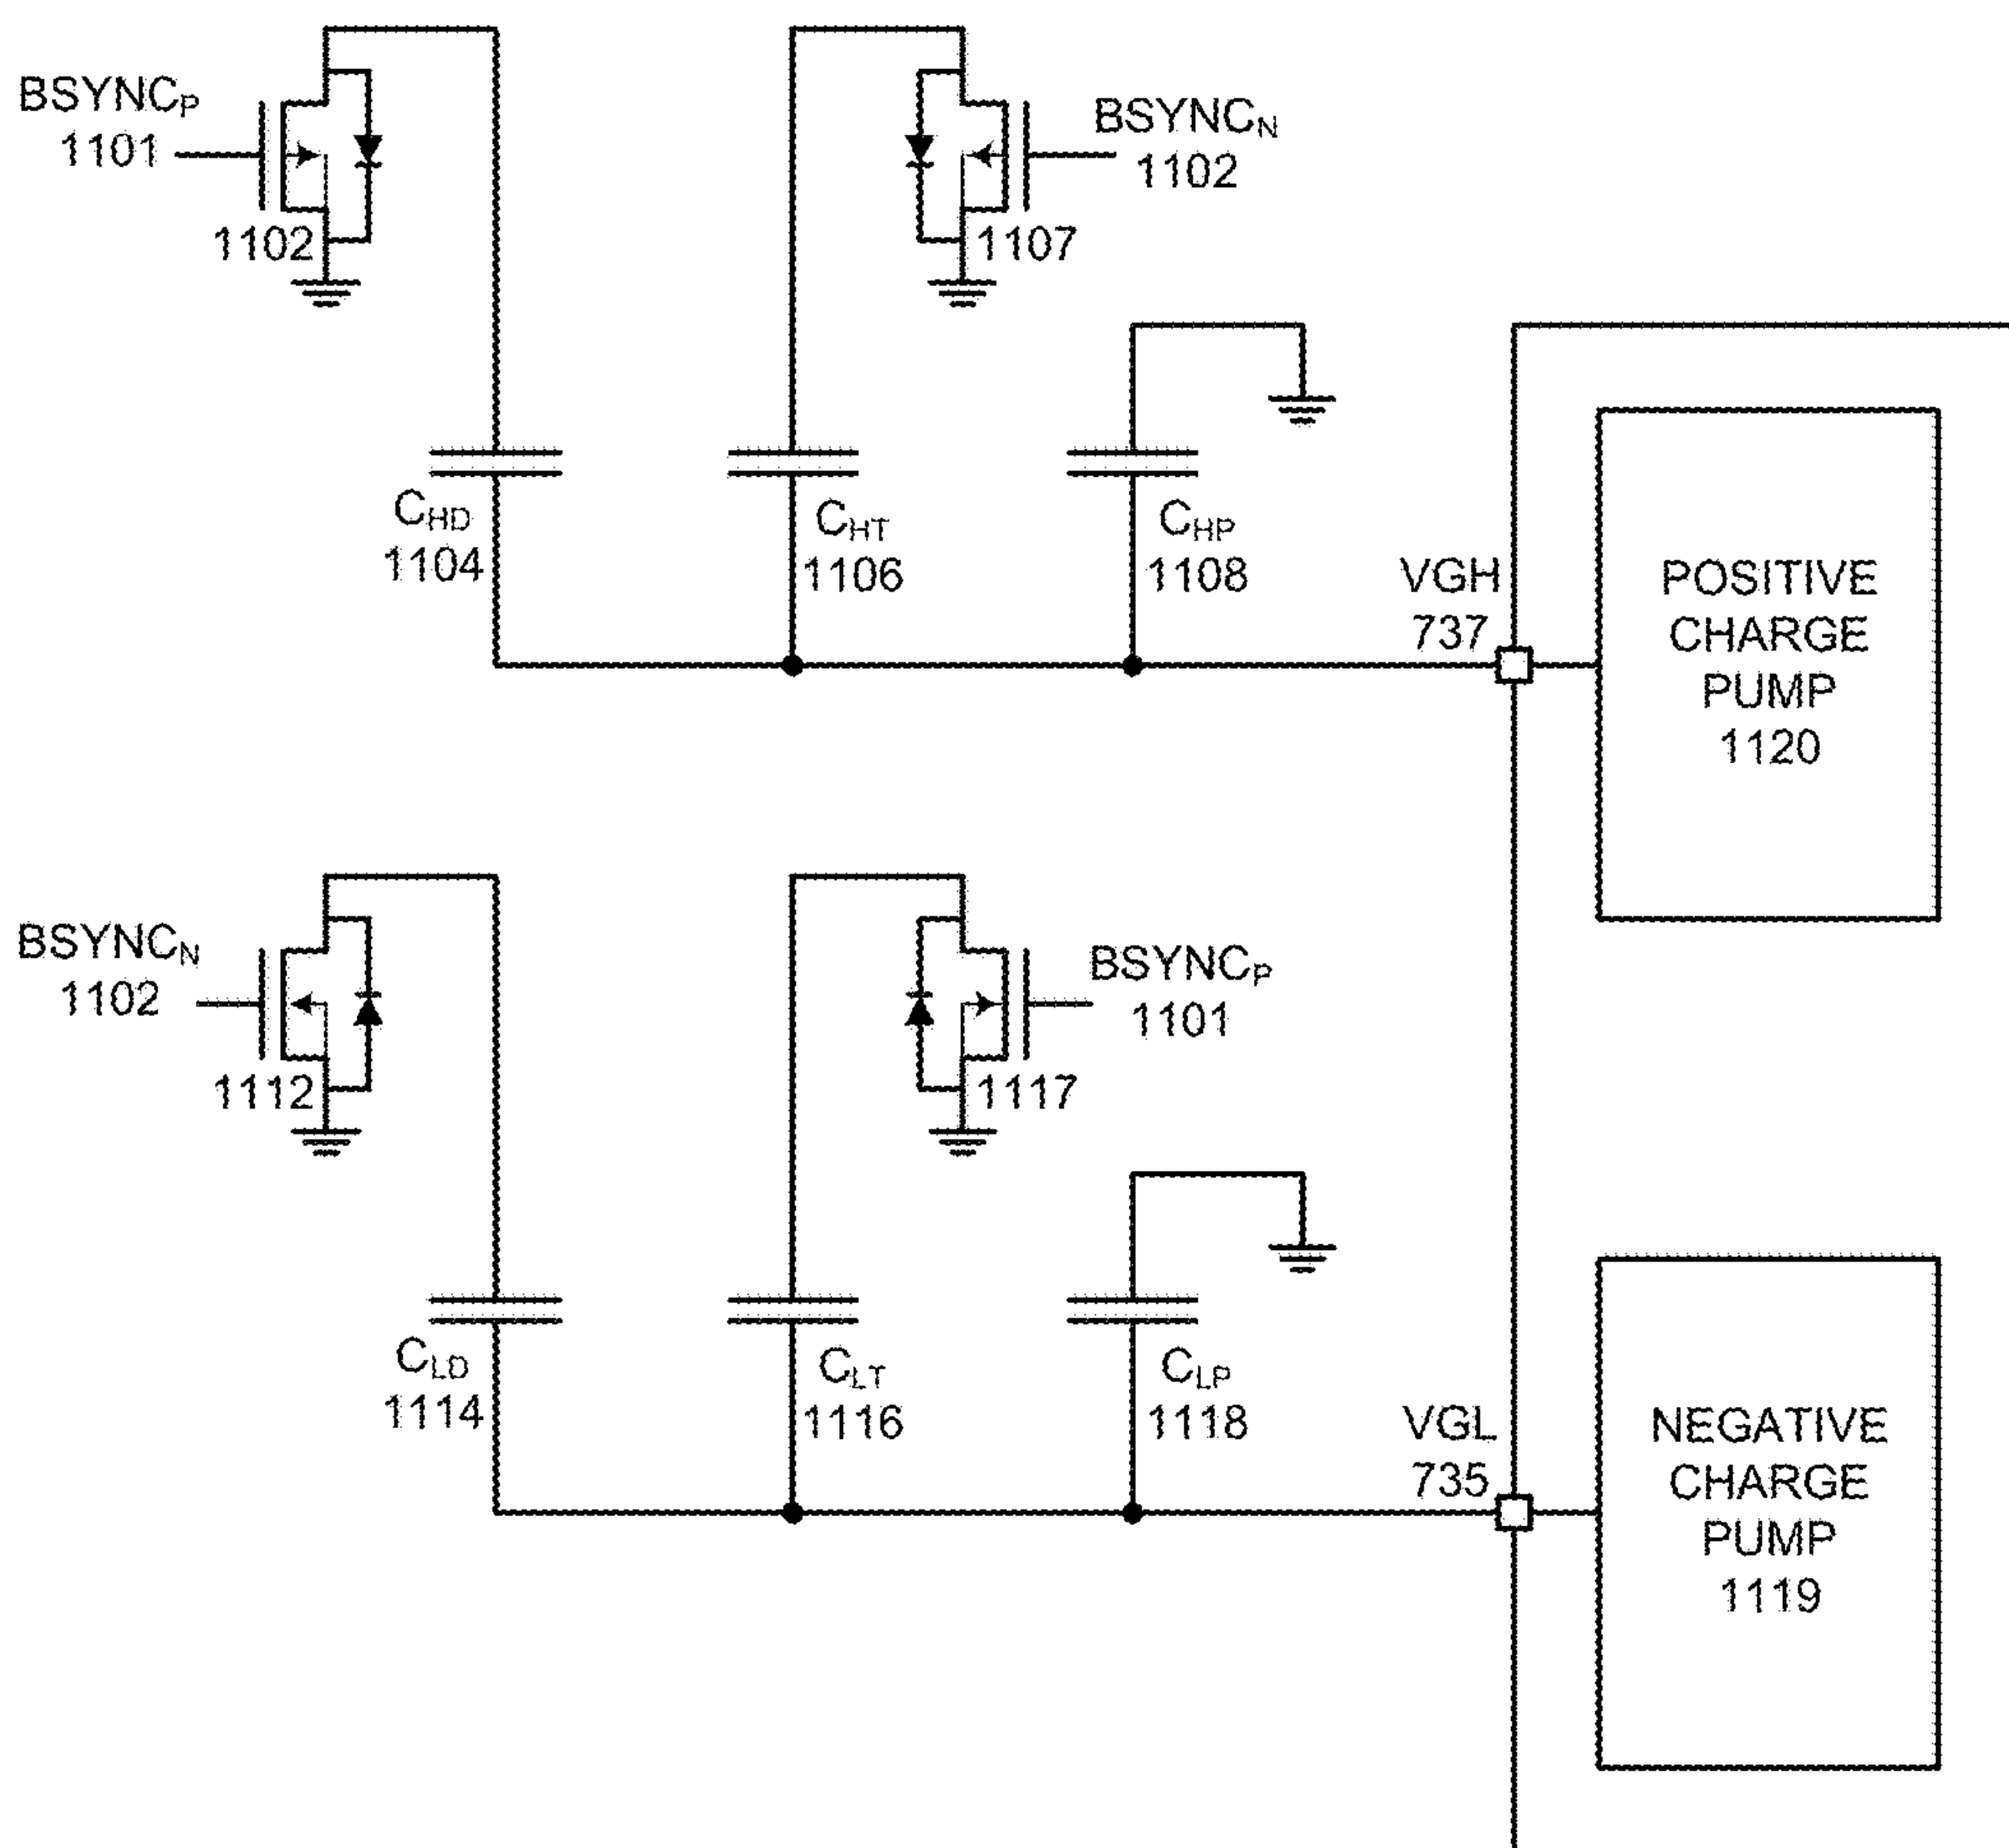 BSYNCP
1101
1102
BSYNCN
1102
1107
CHD
1104
CHT
1106
CHP
1108
VGH
737
POSITIVE
CHARGE
PUMP
1120
BSYNCN
1102
1112
BSYNCP
1101
1117
CLD
1114
CLT
1116
CLP
1118
VGL
735
NEGATIVE
CHARGE
PUMP
1119